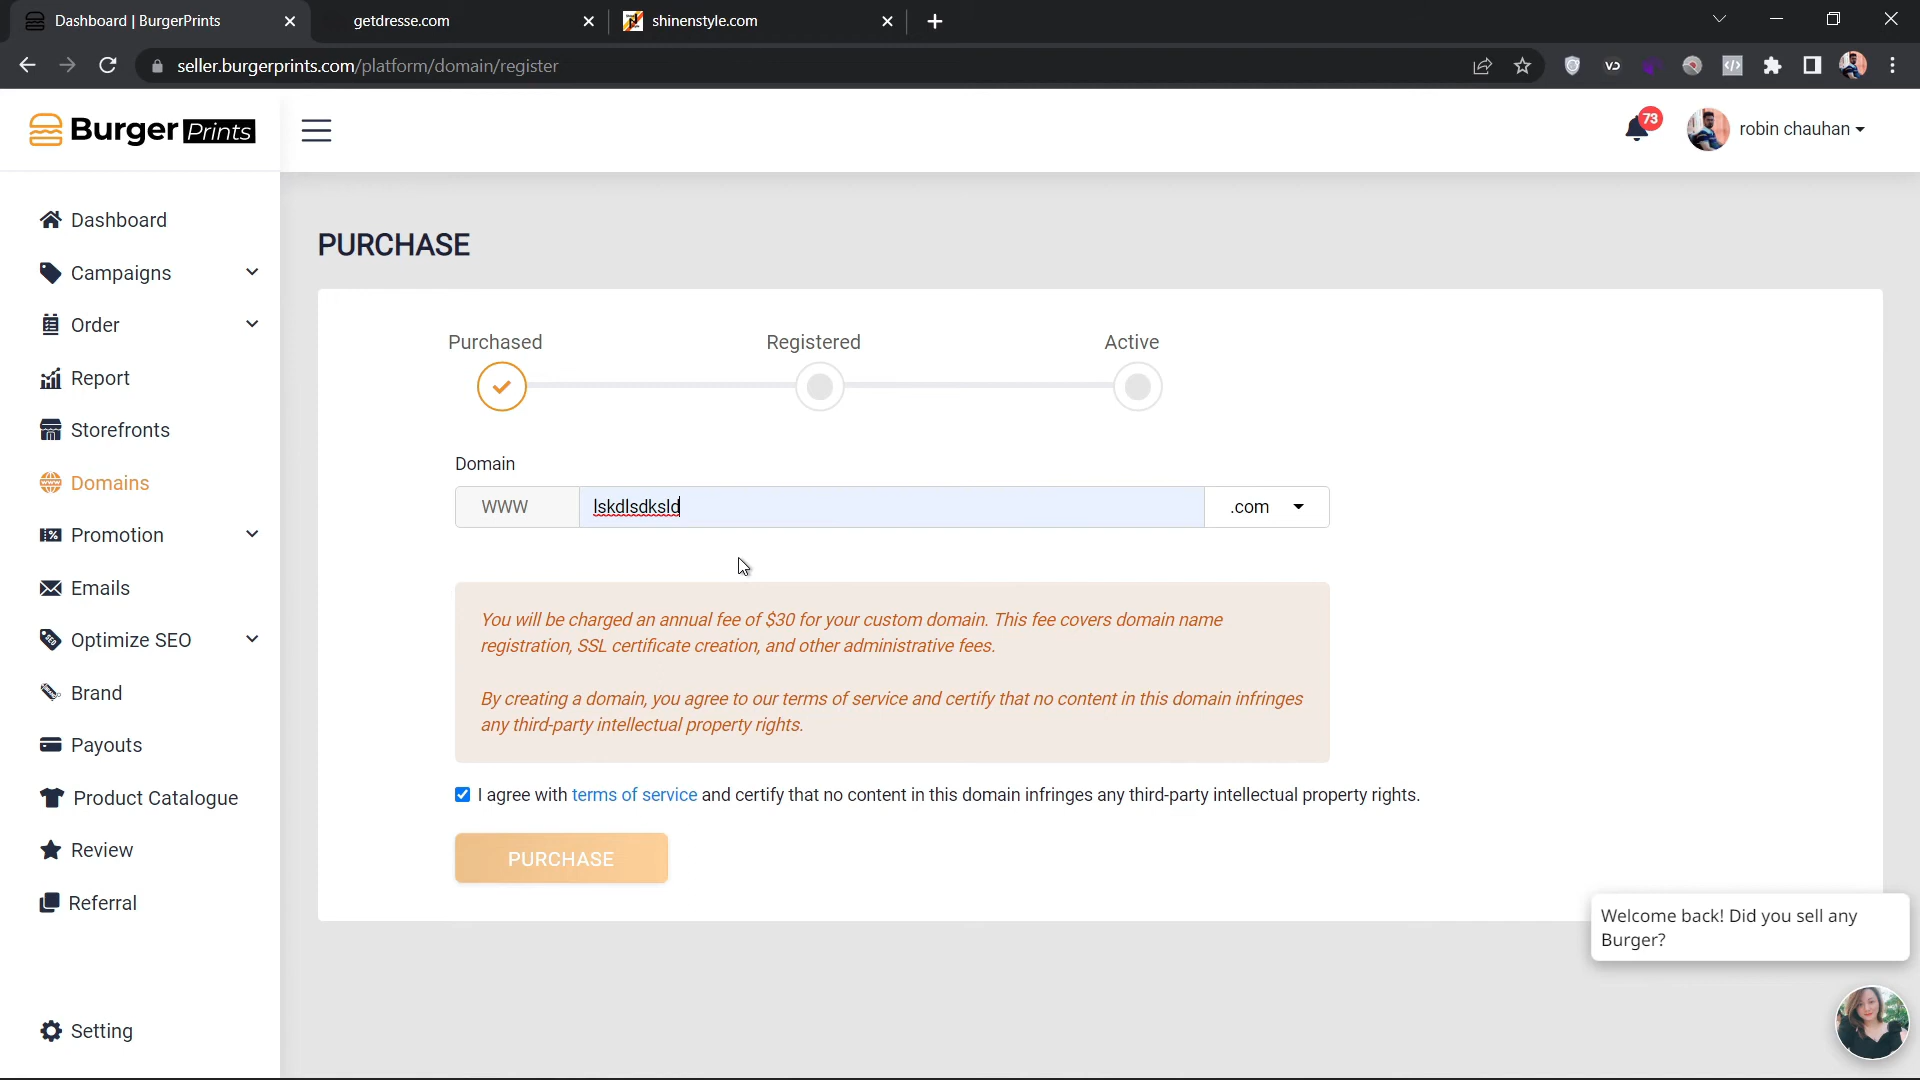 Dashboard | BurgerPrints
getdresse.com
shinenstyle.com
seller.burgerprints.com/platform/domain/register
Burger Prints
73
robin chauhan
Dashboard
Campaigns
Order
Report
Storefronts
Domains
Promotion
Emails
Optimize SEO
Brand
Payouts
Product Catalogue
Review
Referral
Setting
PURCHASE
Purchased
Registered
Active
Domain
WWW
lskdlsdksld
.com
You will be charged an annual fee of $30 for your custom domain. This fee covers domain name
registration, SSL certificate creation, and other administrative fees.
By creating a domain, you agree to our terms of service and certify that no content in this domain infringes
any third-party intellectual property rights.
I agree with terms of service and certify that no content in this domain infringes any third-party intellectual property rights.
PURCHASE
Welcome back! Did you sell any
Burger?